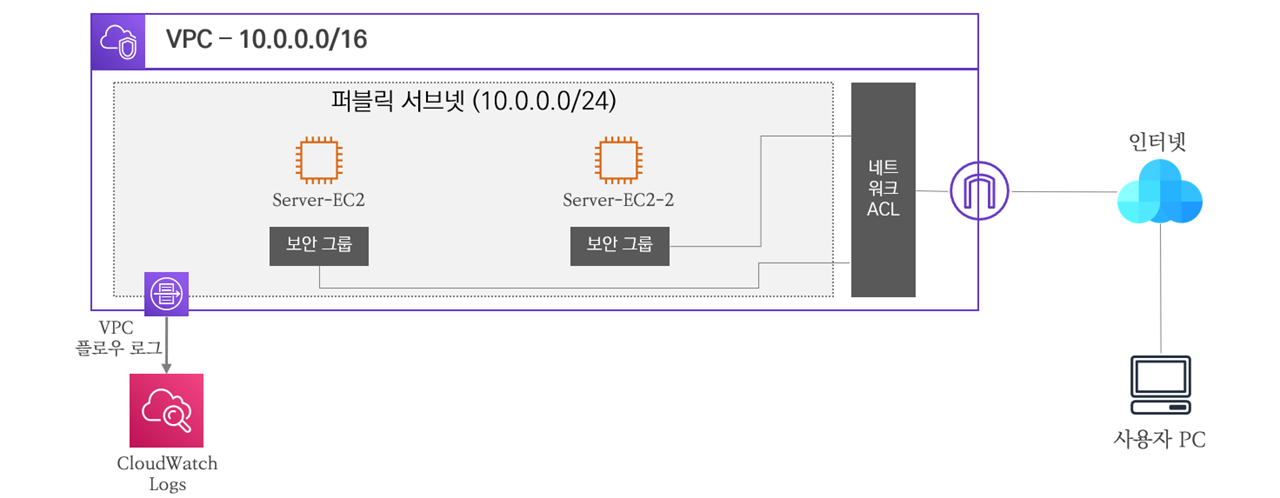 VPC – 10.0.0.0/16
퍼블릭 서브넷 (10.0.0.0/24)
Server-EC2
Server-EC2-2
보안 그룹
보안 그룹
네트
워크
ACL
인터넷
VPC
플로우 로그
CloudWatch
Logs
사용자 PC